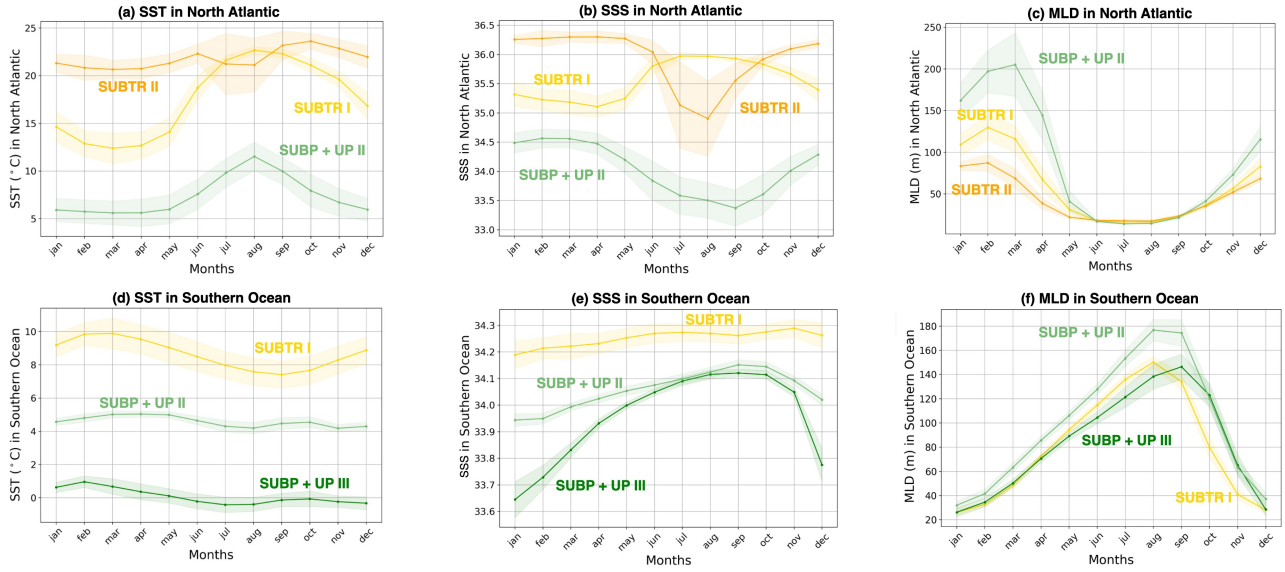 (a) SST in North Atlantic
SST (°C) in North Atlantic
25
20
15
10
5
SUBTR II
SUBTR I
SUBP + UP II
jan feb mar apr may jun jul aug sep oct nov dec
Months
(b) SSS in North Atlantic
SSS in North Atlantic
36.5
36.0
35.5
35.0
34.5
34.0
33.5
33.0
SUBTR I
SUBTR II
SUBP + UP II
jan feb mar apr may jun jul aug sep oct nov dec
Months
(c) MLD in North Atlantic
MLD (m) in North Atlantic
250
200
150
100
50
SUBP + UP II
SUBTR I
SUBTR II
jan feb mar apr may jun jul aug sep oct nov dec
Months
(d) SST in Southern Ocean
SST (°C) in Southern Ocean
10
8
6
4
2
0
SUBTR I
SUBP + UP II
SUBP + UP III
jan feb mar apr may jun jul aug sep oct nov dec
Months
(e) SSS in Southern Ocean
SSS in Southern Ocean
34.3
34.2
34.1
34.0
33.9
33.8
33.7
33.6
SUBTR I
SUBP + UP II
SUBP + UP III
jan feb mar apr may jun jul aug sep oct nov dec
Months
(f) MLD in Southern Ocean
MLD (m) in Southern Ocean
180
160
140
120
100
80
60
40
20
SUBP + UP II
SUBP + UP III
SUBTR I
jan feb mar apr may jun jul aug sep oct nov dec
Months